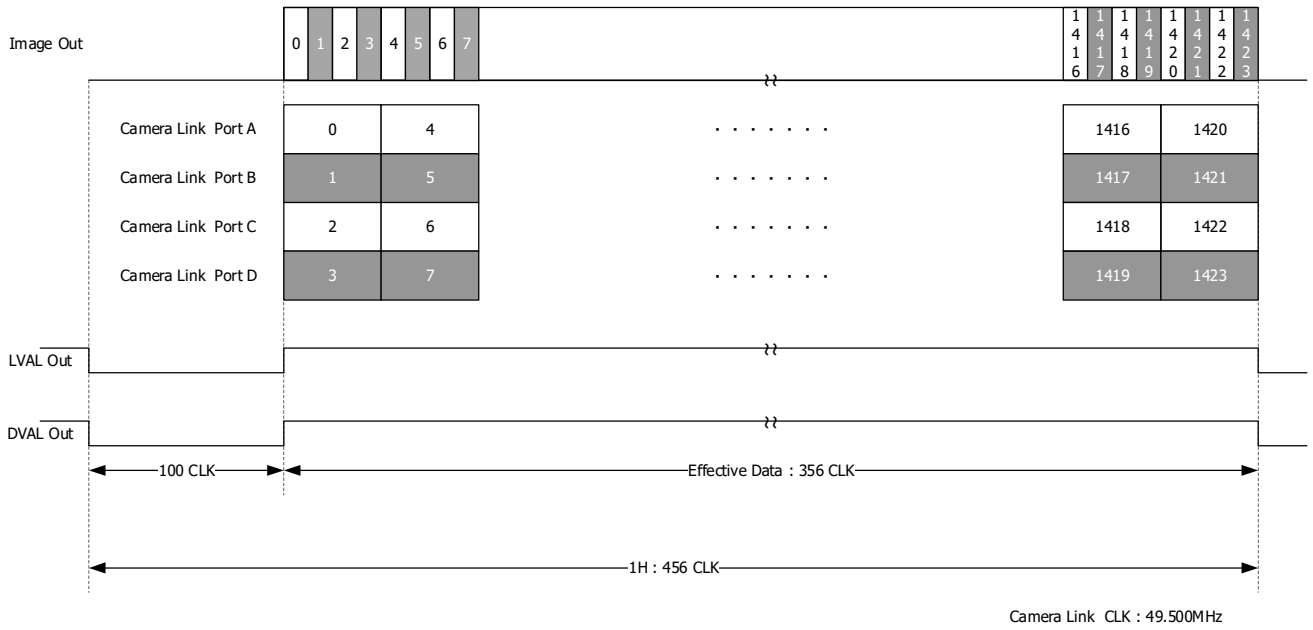 Image Out
0 1 2 3 4 5 6 7
1416 1417 1418 1419 1420 1421 1422 1423
Camera Link Port A 0 4 . . . . . . . 1416 1420
Camera Link Port B 1 5 . . . . . . . 1417 1421
Camera Link Port C 2 6 . . . . . . . 1418 1422
Camera Link Port D 3 7 . . . . . . . 1419 1423
LVAL Out
DVAL Out
100 CLK
Effective Data : 356 CLK
1H : 456 CLK
Camera Link CLK : 49.500MHz